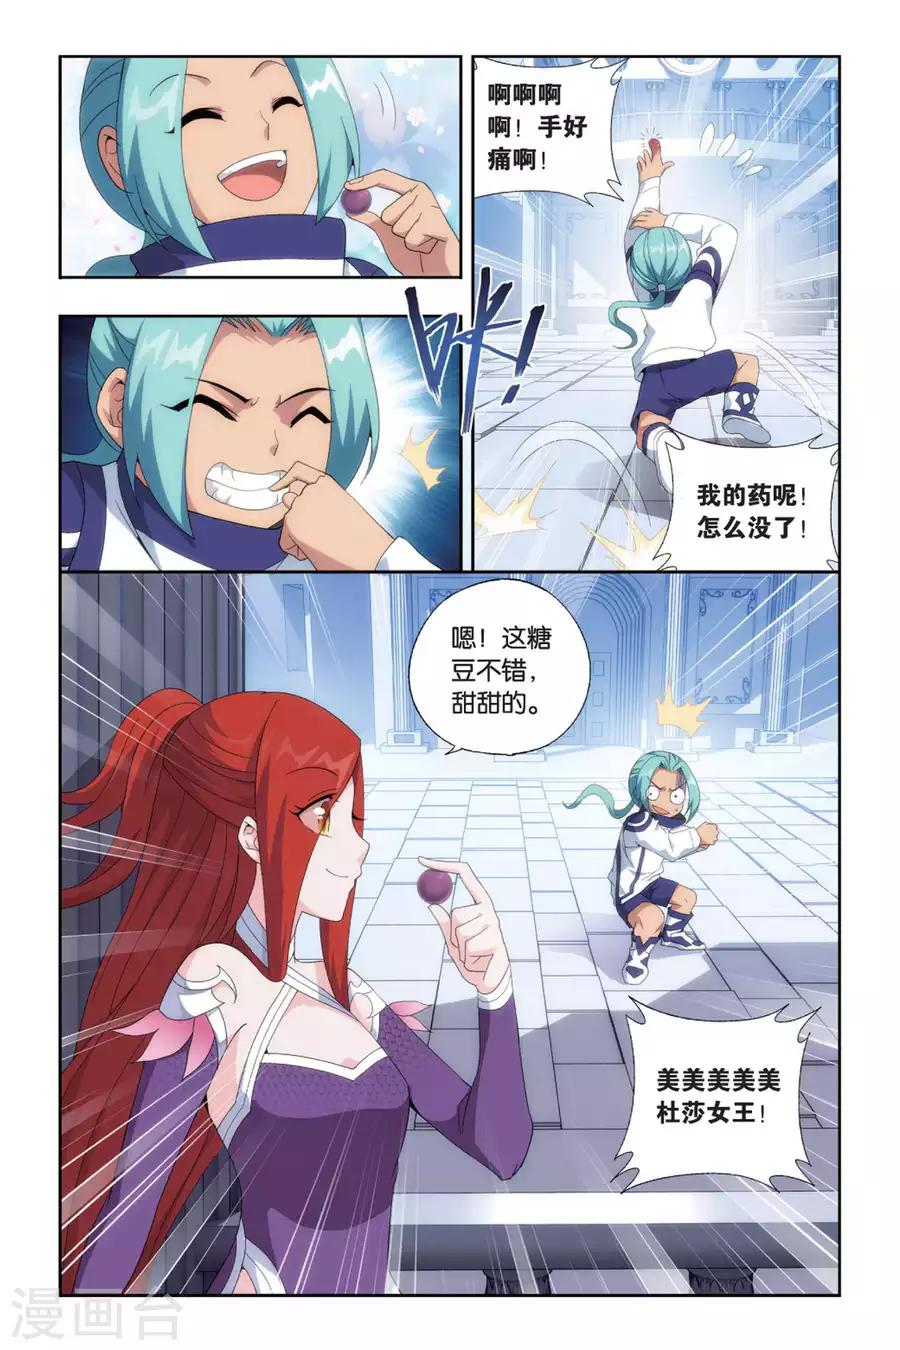 咔！
啊啊啊
啊！手好
痛啊！
我的药呢！
怎么没了！
嗯！这糖
豆不错，
甜甜的。
美美美美美
杜莎女王！
漫画台